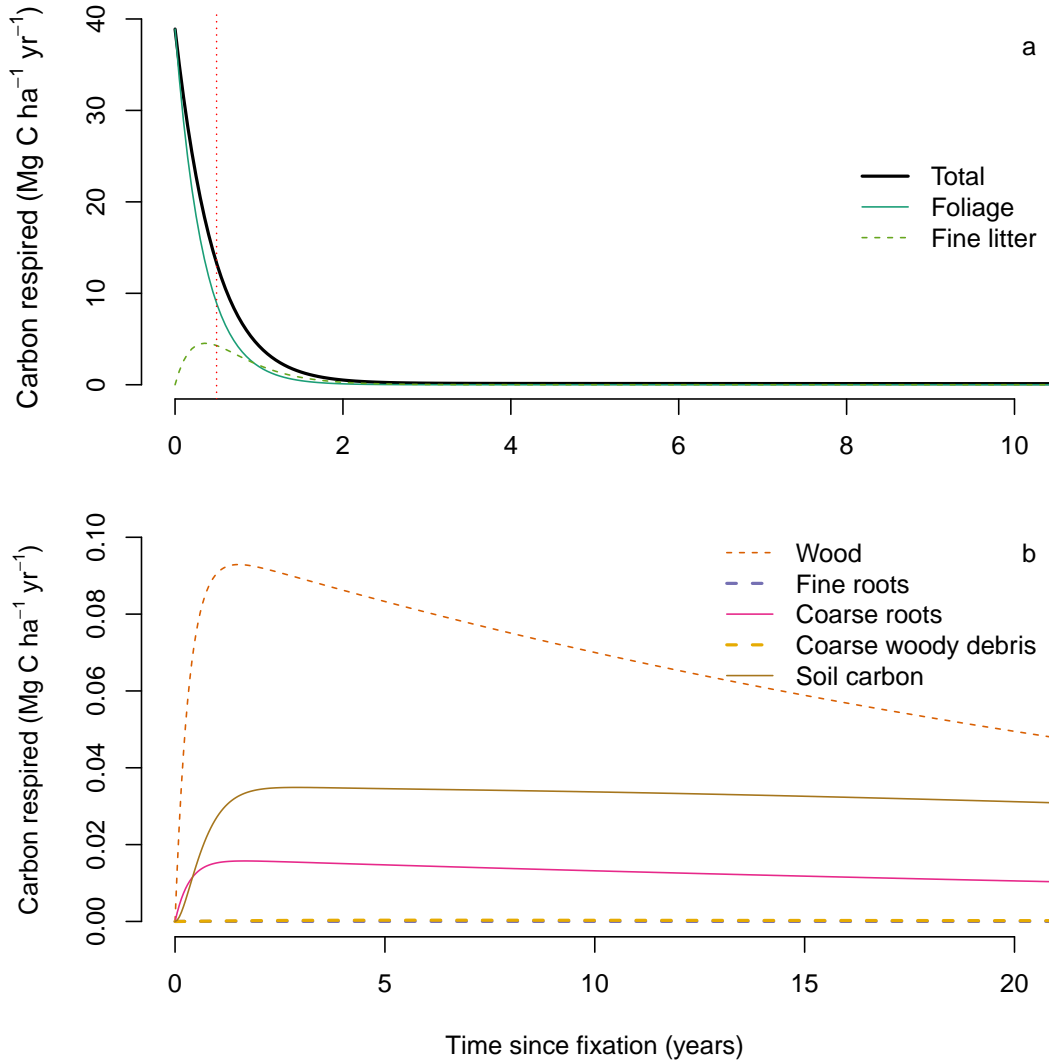 Carbon respired (Mg C ha⁻¹ yr⁻¹)
40
30
20
10
0
a
Total
Foliage
Fine litter
0 2 4 6 8 10
Carbon respired (Mg C ha⁻¹ yr⁻¹)
0.10
0.08
0.06
0.04
0.02
0.00
b
Wood
Fine roots
Coarse roots
Coarse woody debris
Soil carbon
0 5 10 15 20
Time since fixation (years)